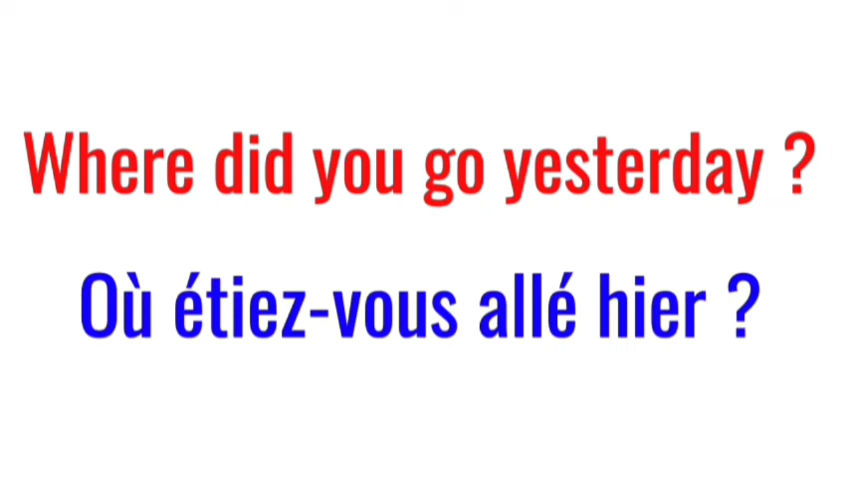 Where did you go yesterday ?
Où étiez-vous allé hier ?